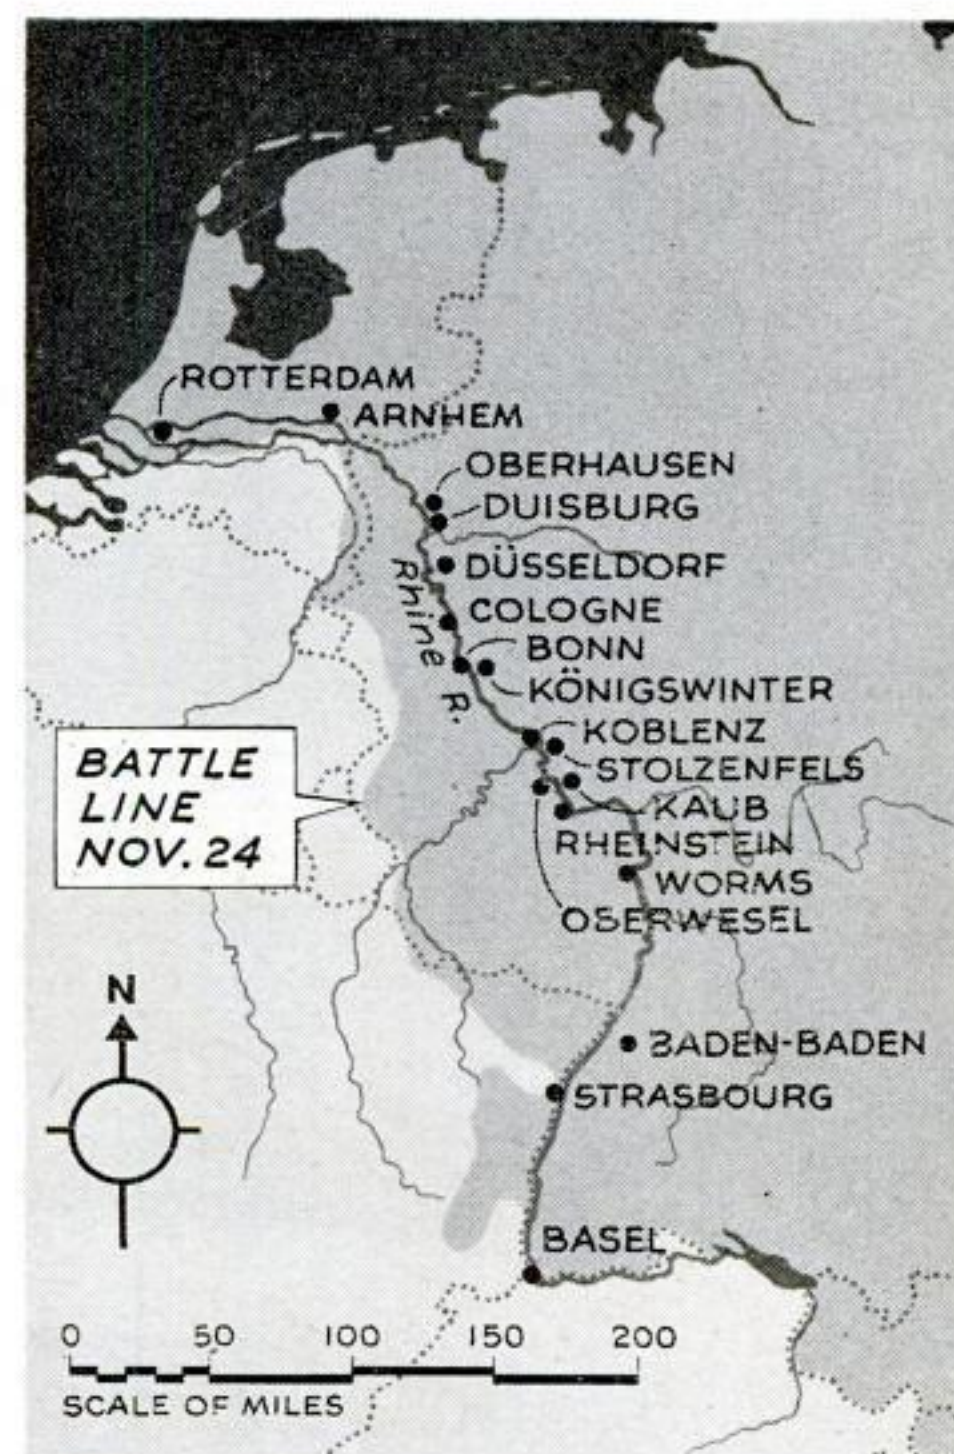 ROTTERDAM
ARNHEM
OBERHAUSEN
DUISBURG
DÜSSELDORF
Rhine R.
COLOGNE
BONN
KÖNIGSWINTER
KOBLENZ
STOLZENFELS
KAUB
RHEINSTEIN
WORMS
OBERWESEL
BATTLE
LINE
NOV. 24
N
BADEN-BADEN
STRASBOURG
BASEL
0 50 100 150 200
SCALE OF MILES